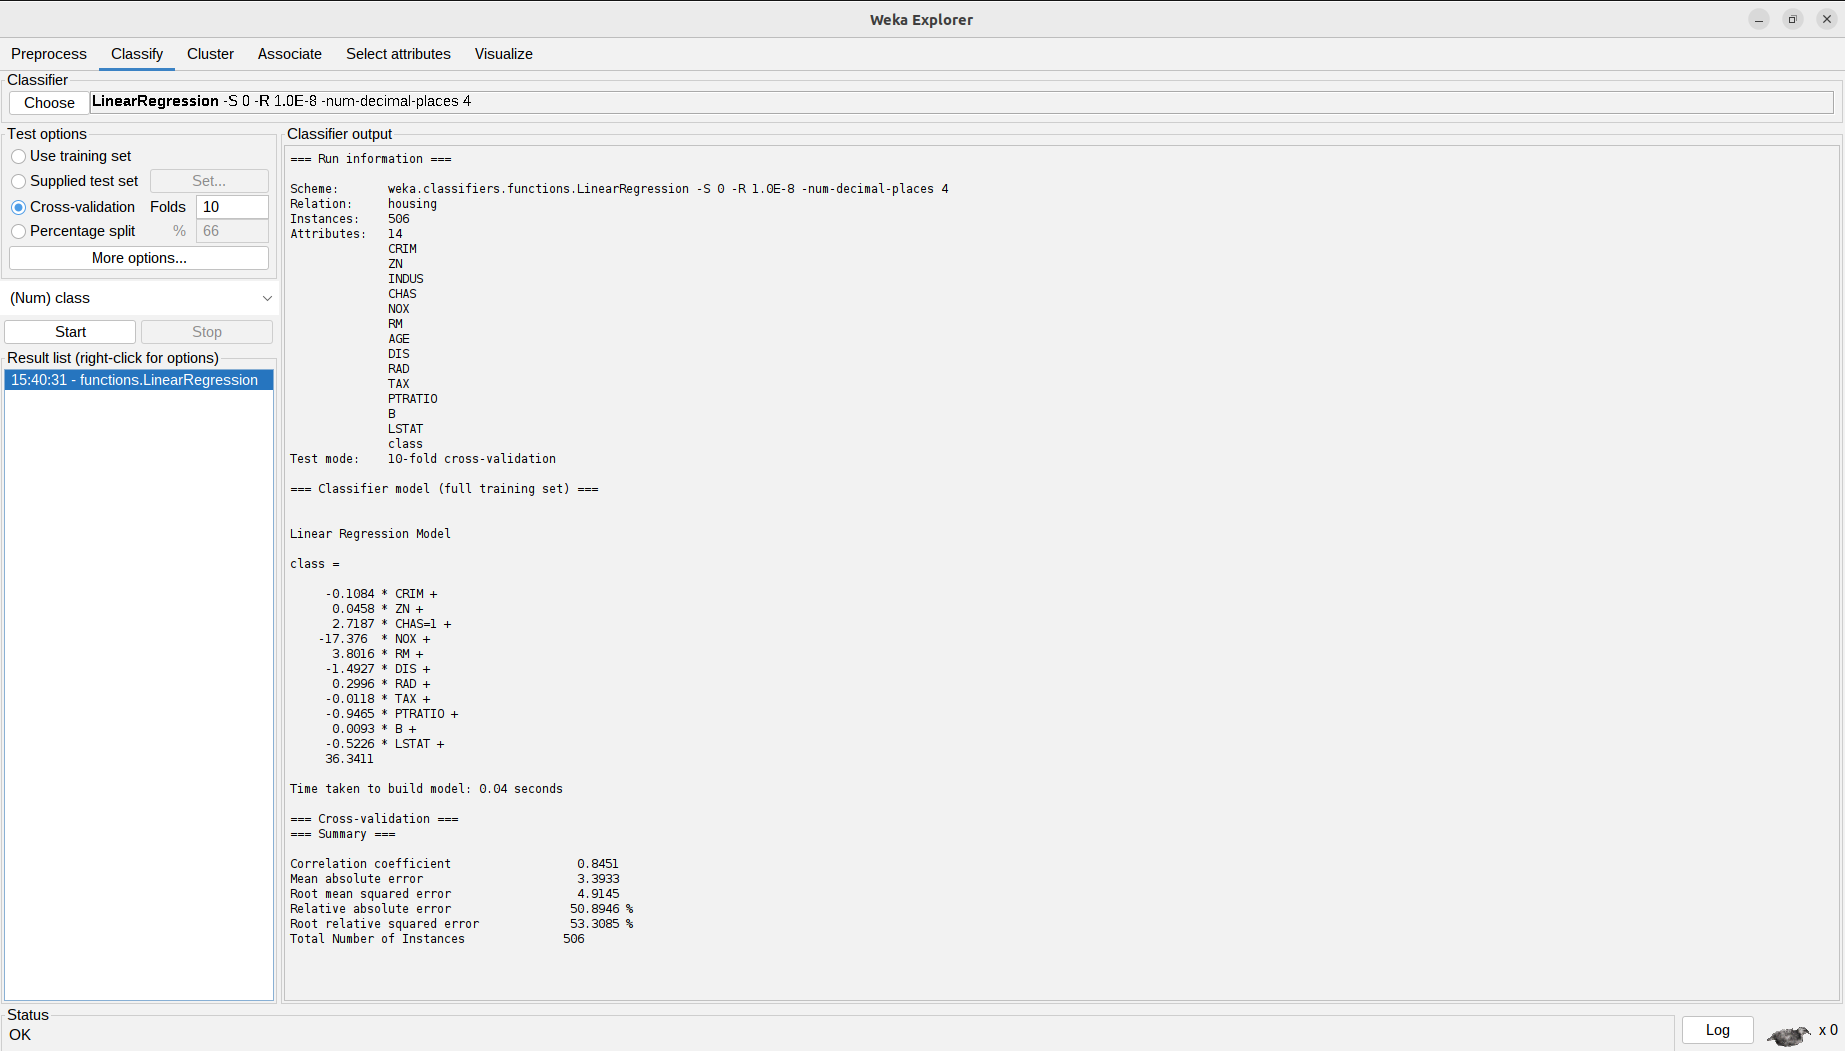 Weka Explorer
Preprocess Classify Cluster Associate Select attributes Visualize
Classifier
Choose LinearRegression -S 0 -R 1.0E-8 -num-decimal-places 4
Test options
Use training set
Supplied test set Set...
Cross-validation Folds 10
Percentage split % 66
More options...
(Num) class
Start Stop
Result list (right-click for options)
15:40:31 - functions.LinearRegression
Classifier output
=== Run information ===
Scheme: weka.classifiers.functions.LinearRegression -S 0 -R 1.0E-8 -num-decimal-places 4
Relation: housing
Instances: 506
Attributes: 14
CRIM
ZN
INDUS
CHAS
NOX
RM
AGE
DIS
RAD
TAX
PTRATIO
B
LSTAT
class
Test mode: 10-fold cross-validation
=== Classifier model (full training set) ===
Linear Regression Model
class =
-0.1084 * CRIM +
0.0458 * ZN +
2.7187 * CHAS=1 +
-17.376 * NOX +
3.8016 * RM +
-1.4927 * DIS +
0.2996 * RAD +
-0.0118 * TAX +
-0.9465 * PTRATIO +
0.0093 * B +
-0.5226 * LSTAT +
36.3411
Time taken to build model: 0.04 seconds
=== Cross-validation ===
=== Summary ===
Correlation coefficient 0.8451
Mean absolute error 3.3933
Root mean squared error 4.9145
Relative absolute error 50.8946 %
Root relative squared error 53.3085 %
Total Number of Instances 506
Status
OK
Log x 0